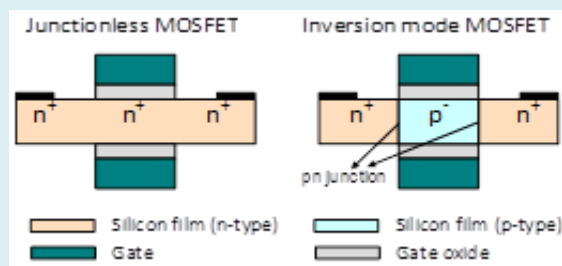 Junctionless MOSFET
Inversion mode MOSFET
n+ n+ n+
n+ p- n+
pn junction
Silicon film (n-type)
Silicon film (p-type)
Gate
Gate oxide